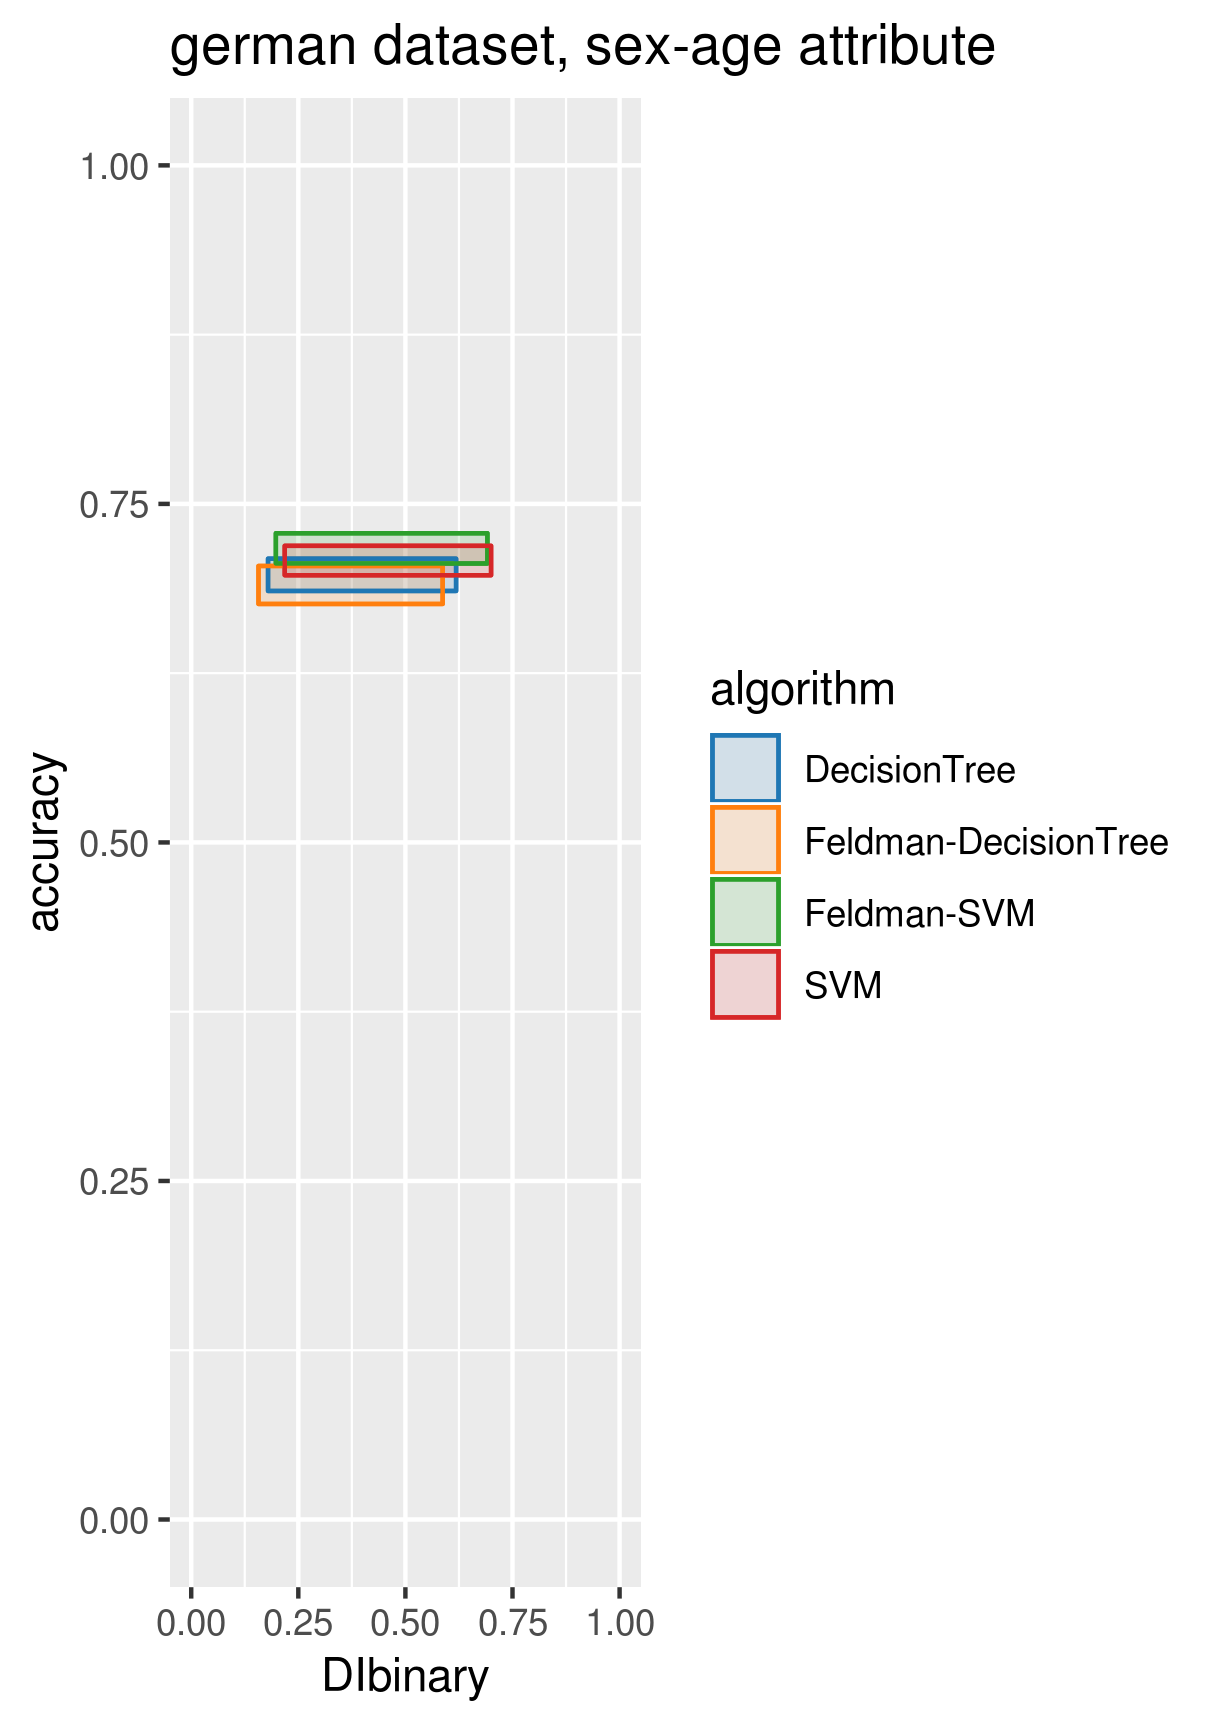 german dataset, sex-age attribute
1.00
0.75
0.50
0.25
0.00
accuracy
0.00 0.25 0.50 0.75 1.00
DIbinary
algorithm
DecisionTree
Feldman-DecisionTree
Feldman-SVM
SVM